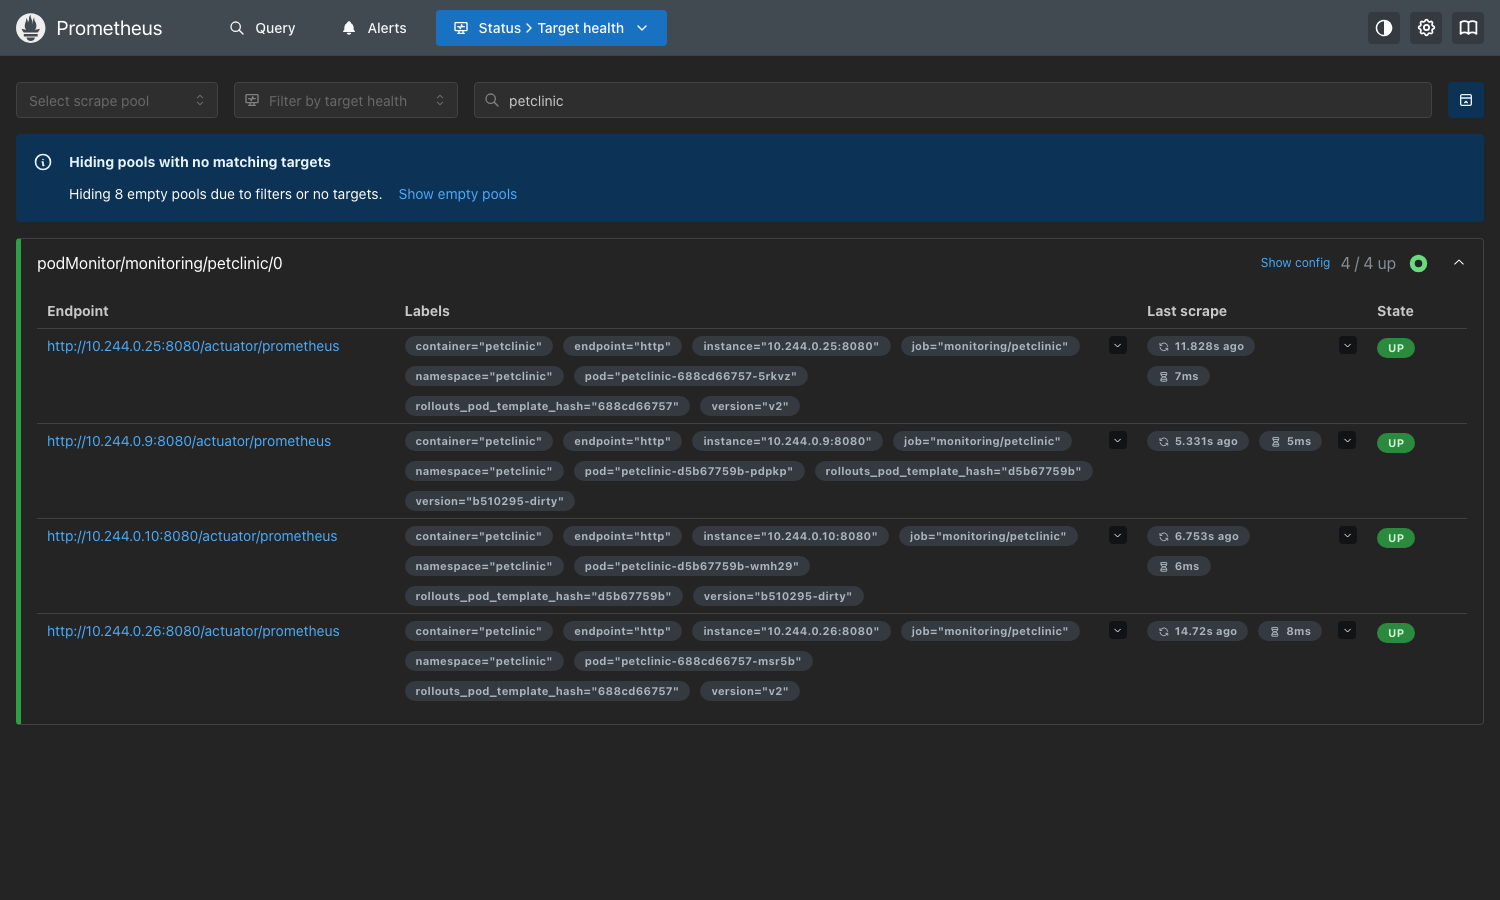 Prometheus
Query
Alerts
Status > Target health
Select scrape pool
Filter by target health
petclinic
Hiding pools with no matching targets
Hiding 8 empty pools due to filters or no targets. Show empty pools
podMonitor/monitoring/petclinic/0
Show config 4 / 4 up
Endpoint Labels Last scrape State
http://10.244.0.25:8080/actuator/prometheus container="petclinic" endpoint="http" instance="10.244.0.25:8080" job="monitoring/petclinic" 11.828s ago UP
namespace="petclinic" pod="petclinic-688cd66757-5rkvz" 7ms
rollouts_pod_template_hash="688cd66757" version="v2"
http://10.244.0.9:8080/actuator/prometheus container="petclinic" endpoint="http" instance="10.244.0.9:8080" job="monitoring/petclinic" 5.331s ago 5ms UP
namespace="petclinic" pod="petclinic-d5b67759b-pdpkp" rollouts_pod_template_hash="d5b67759b"
version="b510295-dirty"
http://10.244.0.10:8080/actuator/prometheus container="petclinic" endpoint="http" instance="10.244.0.10:8080" job="monitoring/petclinic" 6.753s ago UP
namespace="petclinic" pod="petclinic-d5b67759b-wmh29" 6ms
rollouts_pod_template_hash="d5b67759b" version="b510295-dirty"
http://10.244.0.26:8080/actuator/prometheus container="petclinic" endpoint="http" instance="10.244.0.26:8080" job="monitoring/petclinic" 14.72s ago 8ms UP
namespace="petclinic" pod="petclinic-688cd66757-msr5b"
rollouts_pod_template_hash="688cd66757" version="v2"